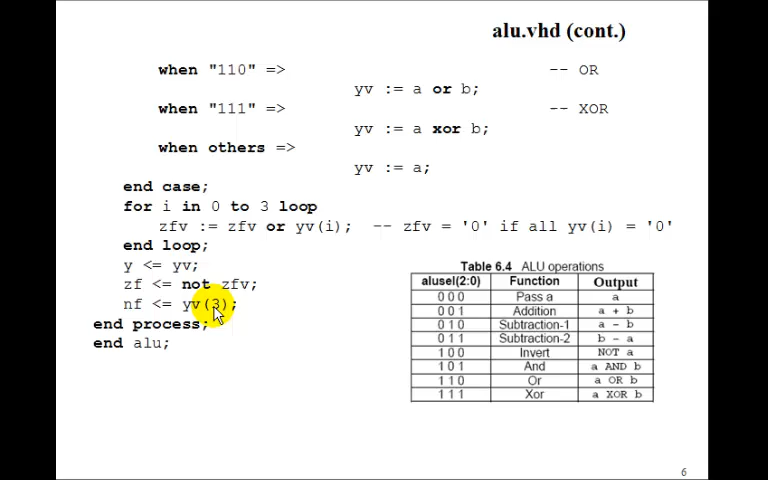 alu.vhd (cont.)
when "110" => -- OR
yv := a or b;
when "111" => -- XOR
yv := a xor b;
when others =>
yv := a;
end case;
for i in 0 to 3 loop
zfv := zfv or yv(i); -- zfv = '0' if all yv(i) = '0'
end loop;
y <= yv;
zf <= not zfv;
nf <= yv(3);
end process;
end alu;
Table 6.4 ALU operations
alusel(2:0) Function Output
0 0 0 Pass a a
0 0 1 Addition a + b
0 1 0 Subtraction-1 a - b
0 1 1 Subtraction-2 b - a
1 0 0 Invert NOT a
1 0 1 And a AND b
1 1 0 Or a OR b
1 1 1 Xor a XOR b
6